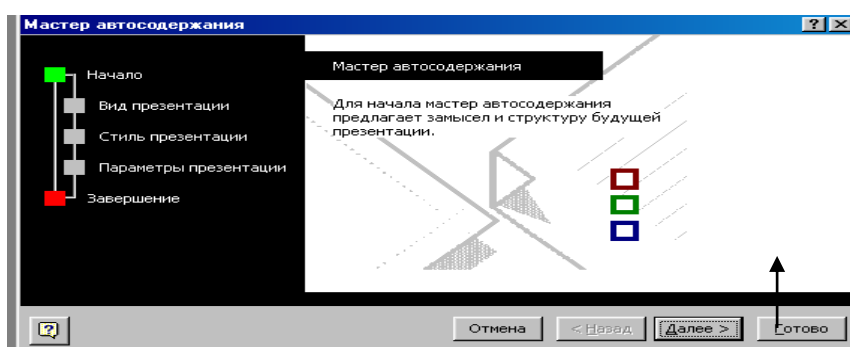 Мастер автосодержания
Начало
Вид презентации
Стиль презентации
Параметры презентации
Завершение
Мастер автосодержания
Для начала мастер автосодержания
предлагает замысел и структуру будущей
презентации.
Отмена
< Назад
Далее >
Готово